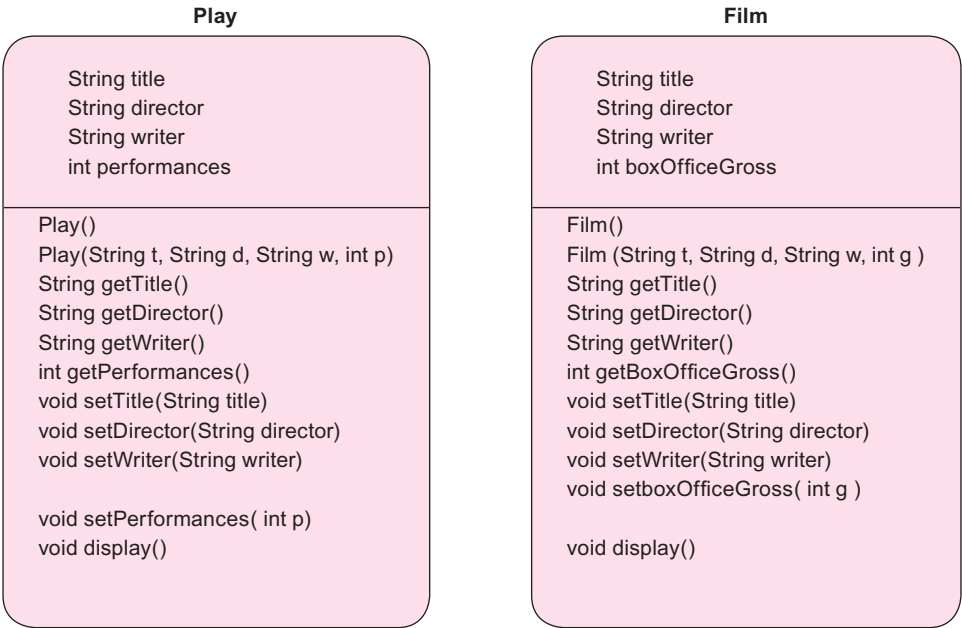 Play
String title
String director
String writer
int performances
Play()
Play(String t, String d, String w, int p)
String getTitle()
String getDirector()
String getWriter()
int getPerformances()
void setTitle(String title)
void setDirector(String director)
void setWriter(String writer)
void setPerformances( int p)
void display()
Film
String title
String director
String writer
int boxOfficeGross
Film()
Film (String t, String d, String w, int g )
String getTitle()
String getDirector()
String getWriter()
int getBoxOfficeGross()
void setTitle(String title)
void setDirector(String director)
void setWriter(String writer)
void setboxOfficeGross( int g )
void display()